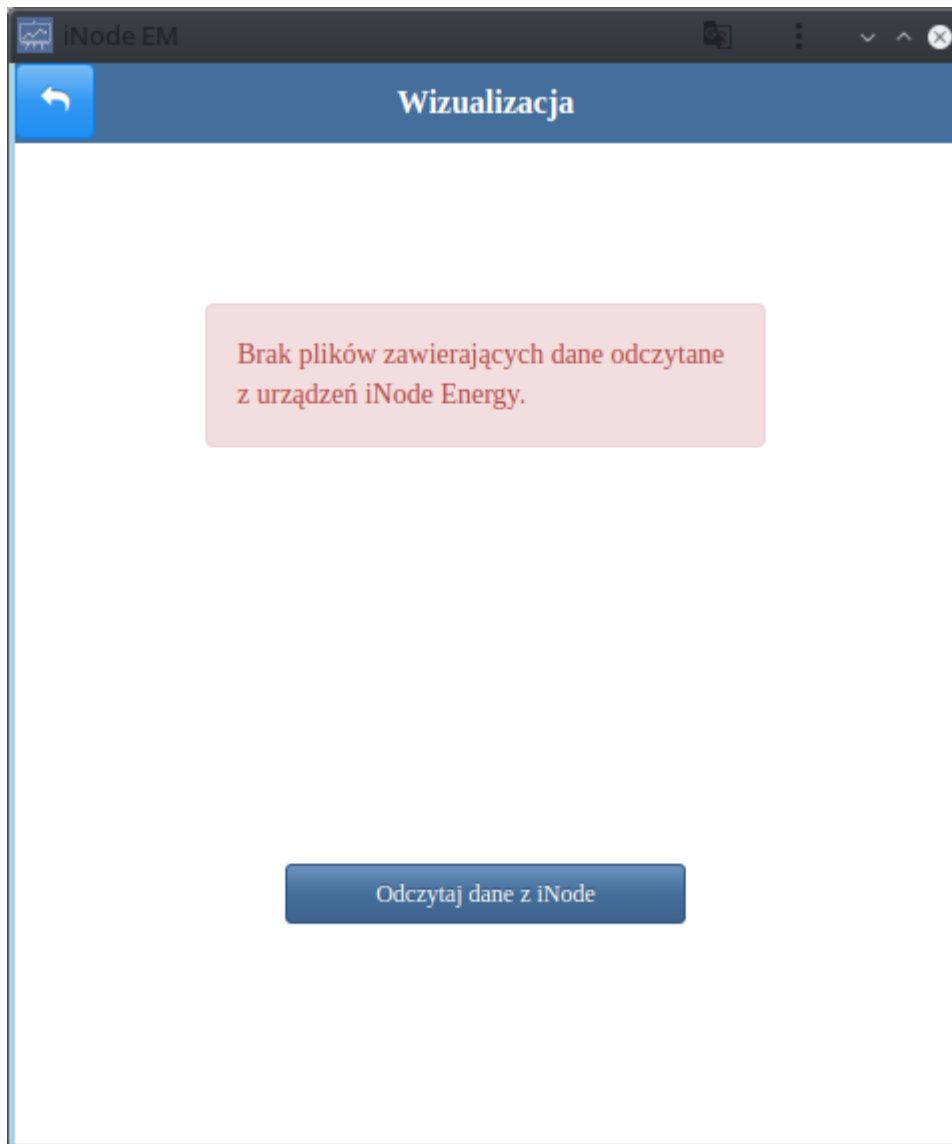 iNode EM
Wizualizacja
Brak plików zawierających dane odczytane
z urządzeń iNode Energy.
Odczytaj dane z iNode